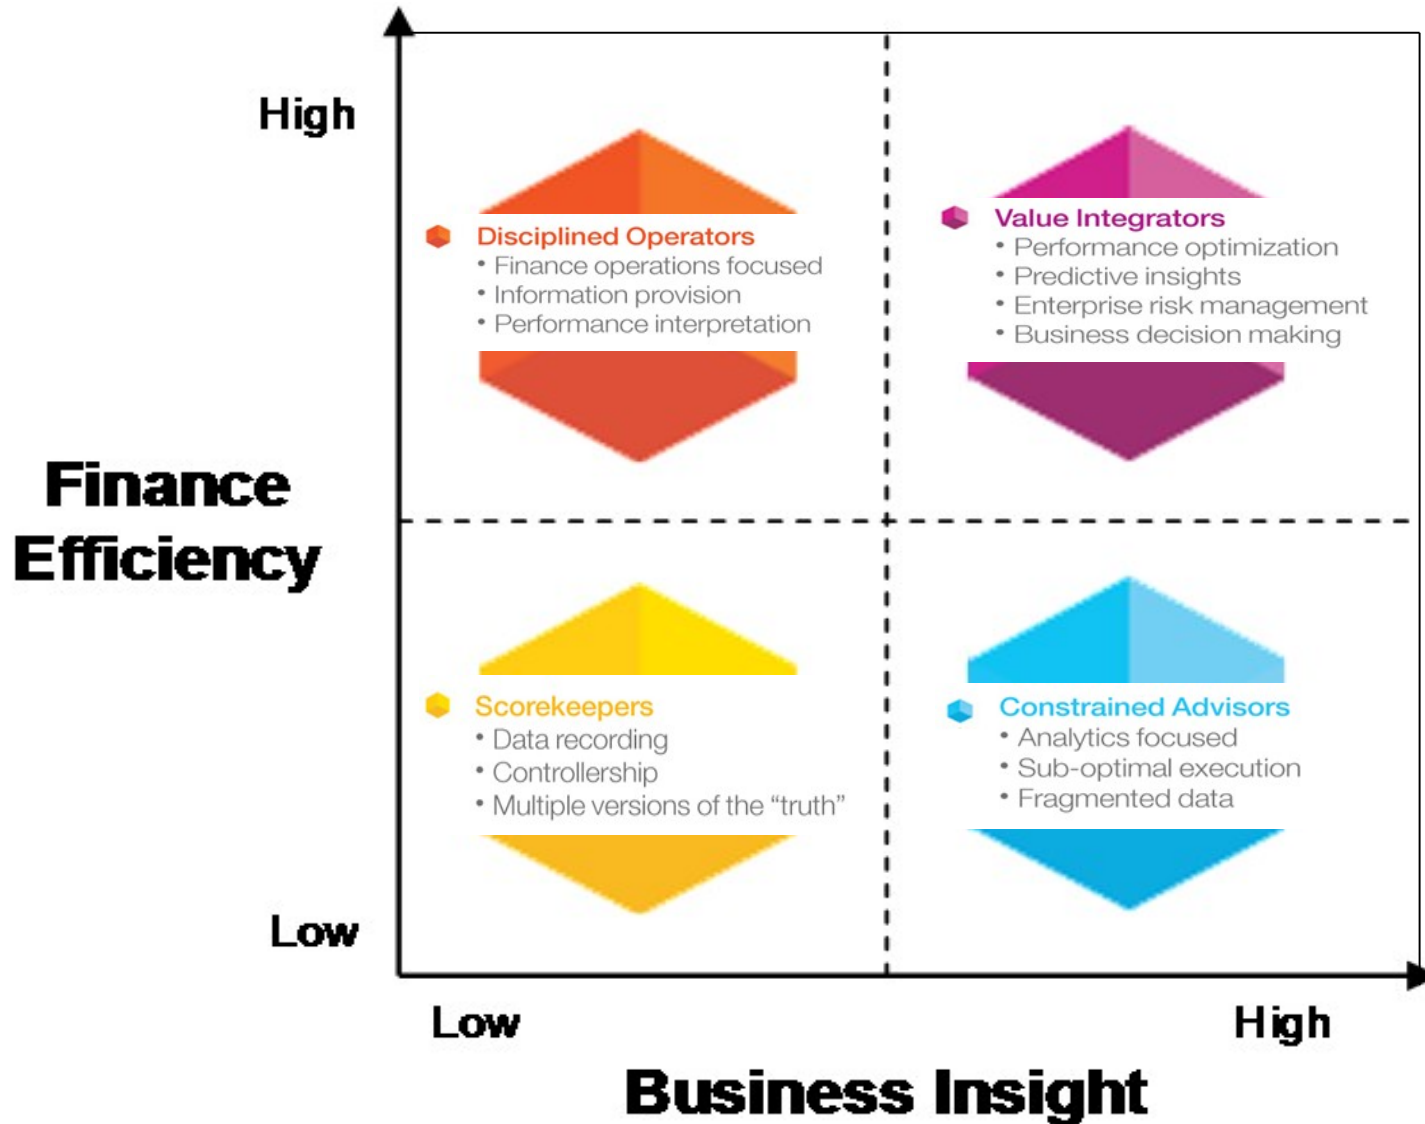 High
Disciplined Operators
• Finance operations focused
• Information provision
• Performance interpretation
Value Integrators
• Performance optimization
• Predictive insights
• Enterprise risk management
• Business decision making
Finance
Efficiency
Scorekeepers
• Data recording
• Controllership
• Multiple versions of the “truth”
Constrained Advisors
• Analytics focused
• Sub-optimal execution
• Fragmented data
Low
Low
High
Business Insight